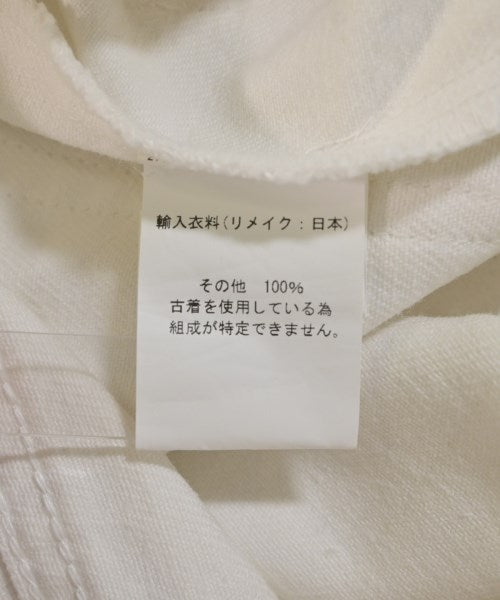 輸入衣料(リメイク:日本)
その他 100%
古着を使用している為
組成が特定できません。